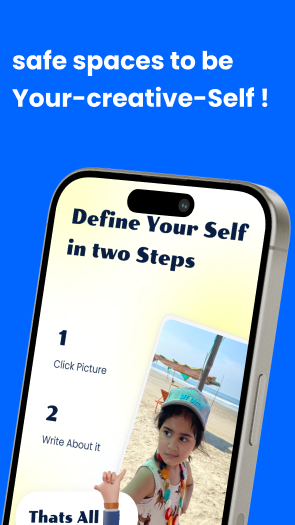 safe spaces to be
Your-creative-Self !
Define Your Self
in two Steps
1
Click Picture
2
Write About it
Thats All